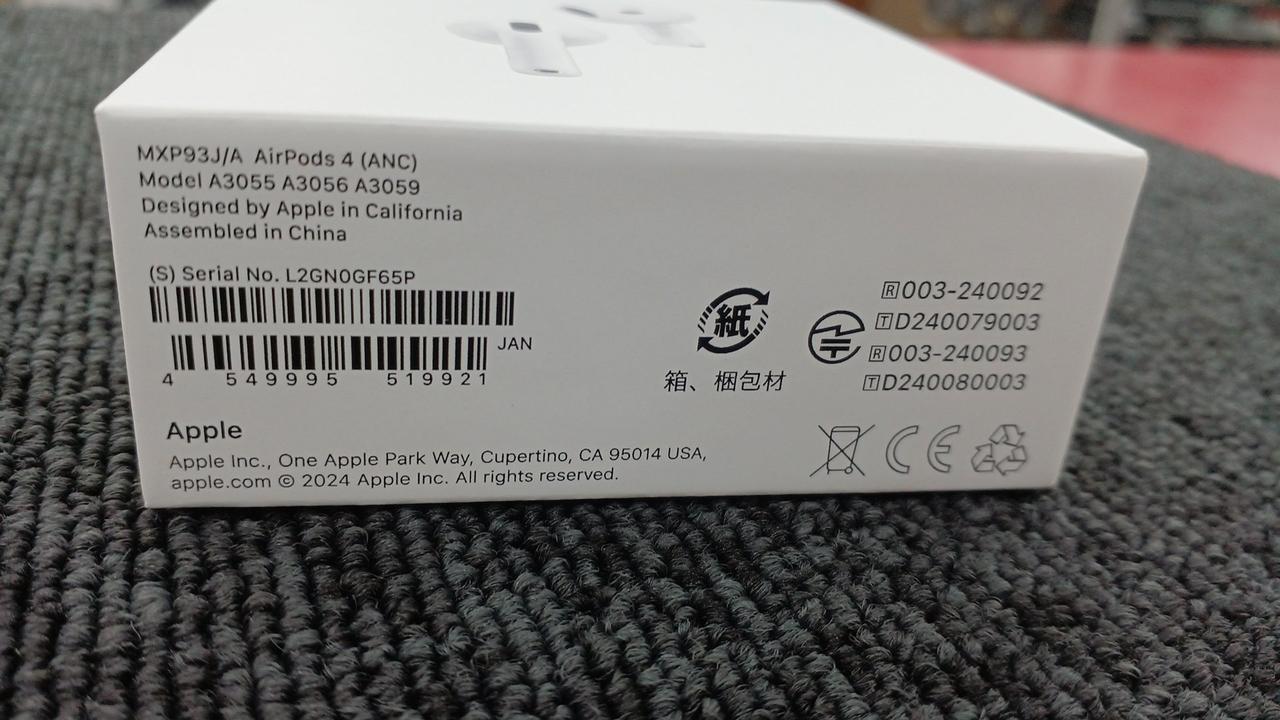 MXP93J/A AirPods 4 (ANC)
Model A3055 A3056 A3059
Designed by Apple in California
Assembled in China
(S) Serial No. L2GN0GF65P
JAN
4 549995 519921
紙
箱、梱包材
R003-240092
TD240079003
R003-240093
TD240080003
Apple
Apple Inc., One Apple Park Way, Cupertino, CA 95014 USA,
apple.com © 2024 Apple Inc. All rights reserved.
CE